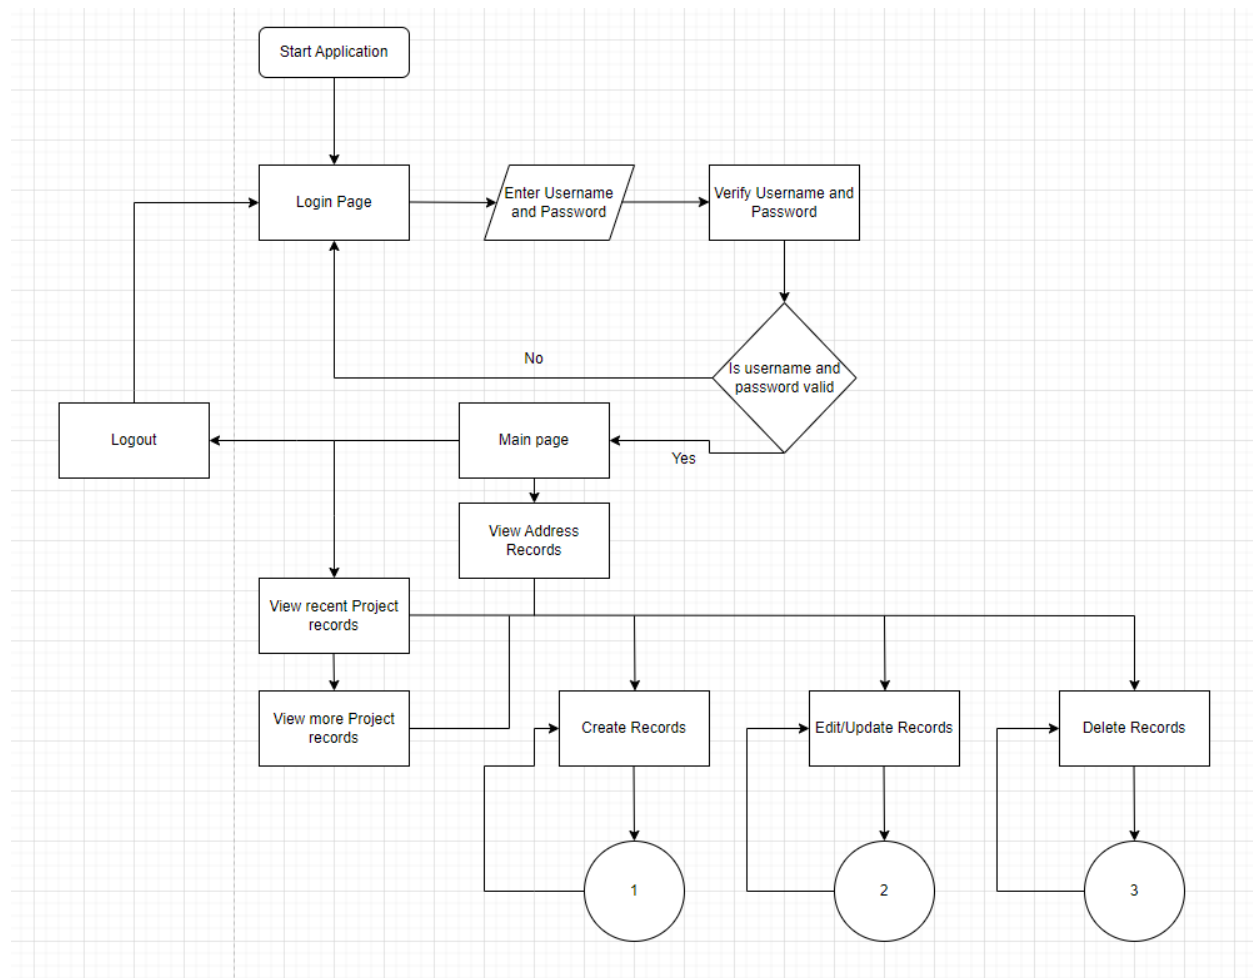 Start Application
Login Page
Enter Username
and Password
Verify Username and
Password
Is username and
password valid
No
Yes
Logout
Main page
View Address
Records
View recent Project
records
View more Project
records
Create Records
Edit/Update Records
Delete Records
1
2
3